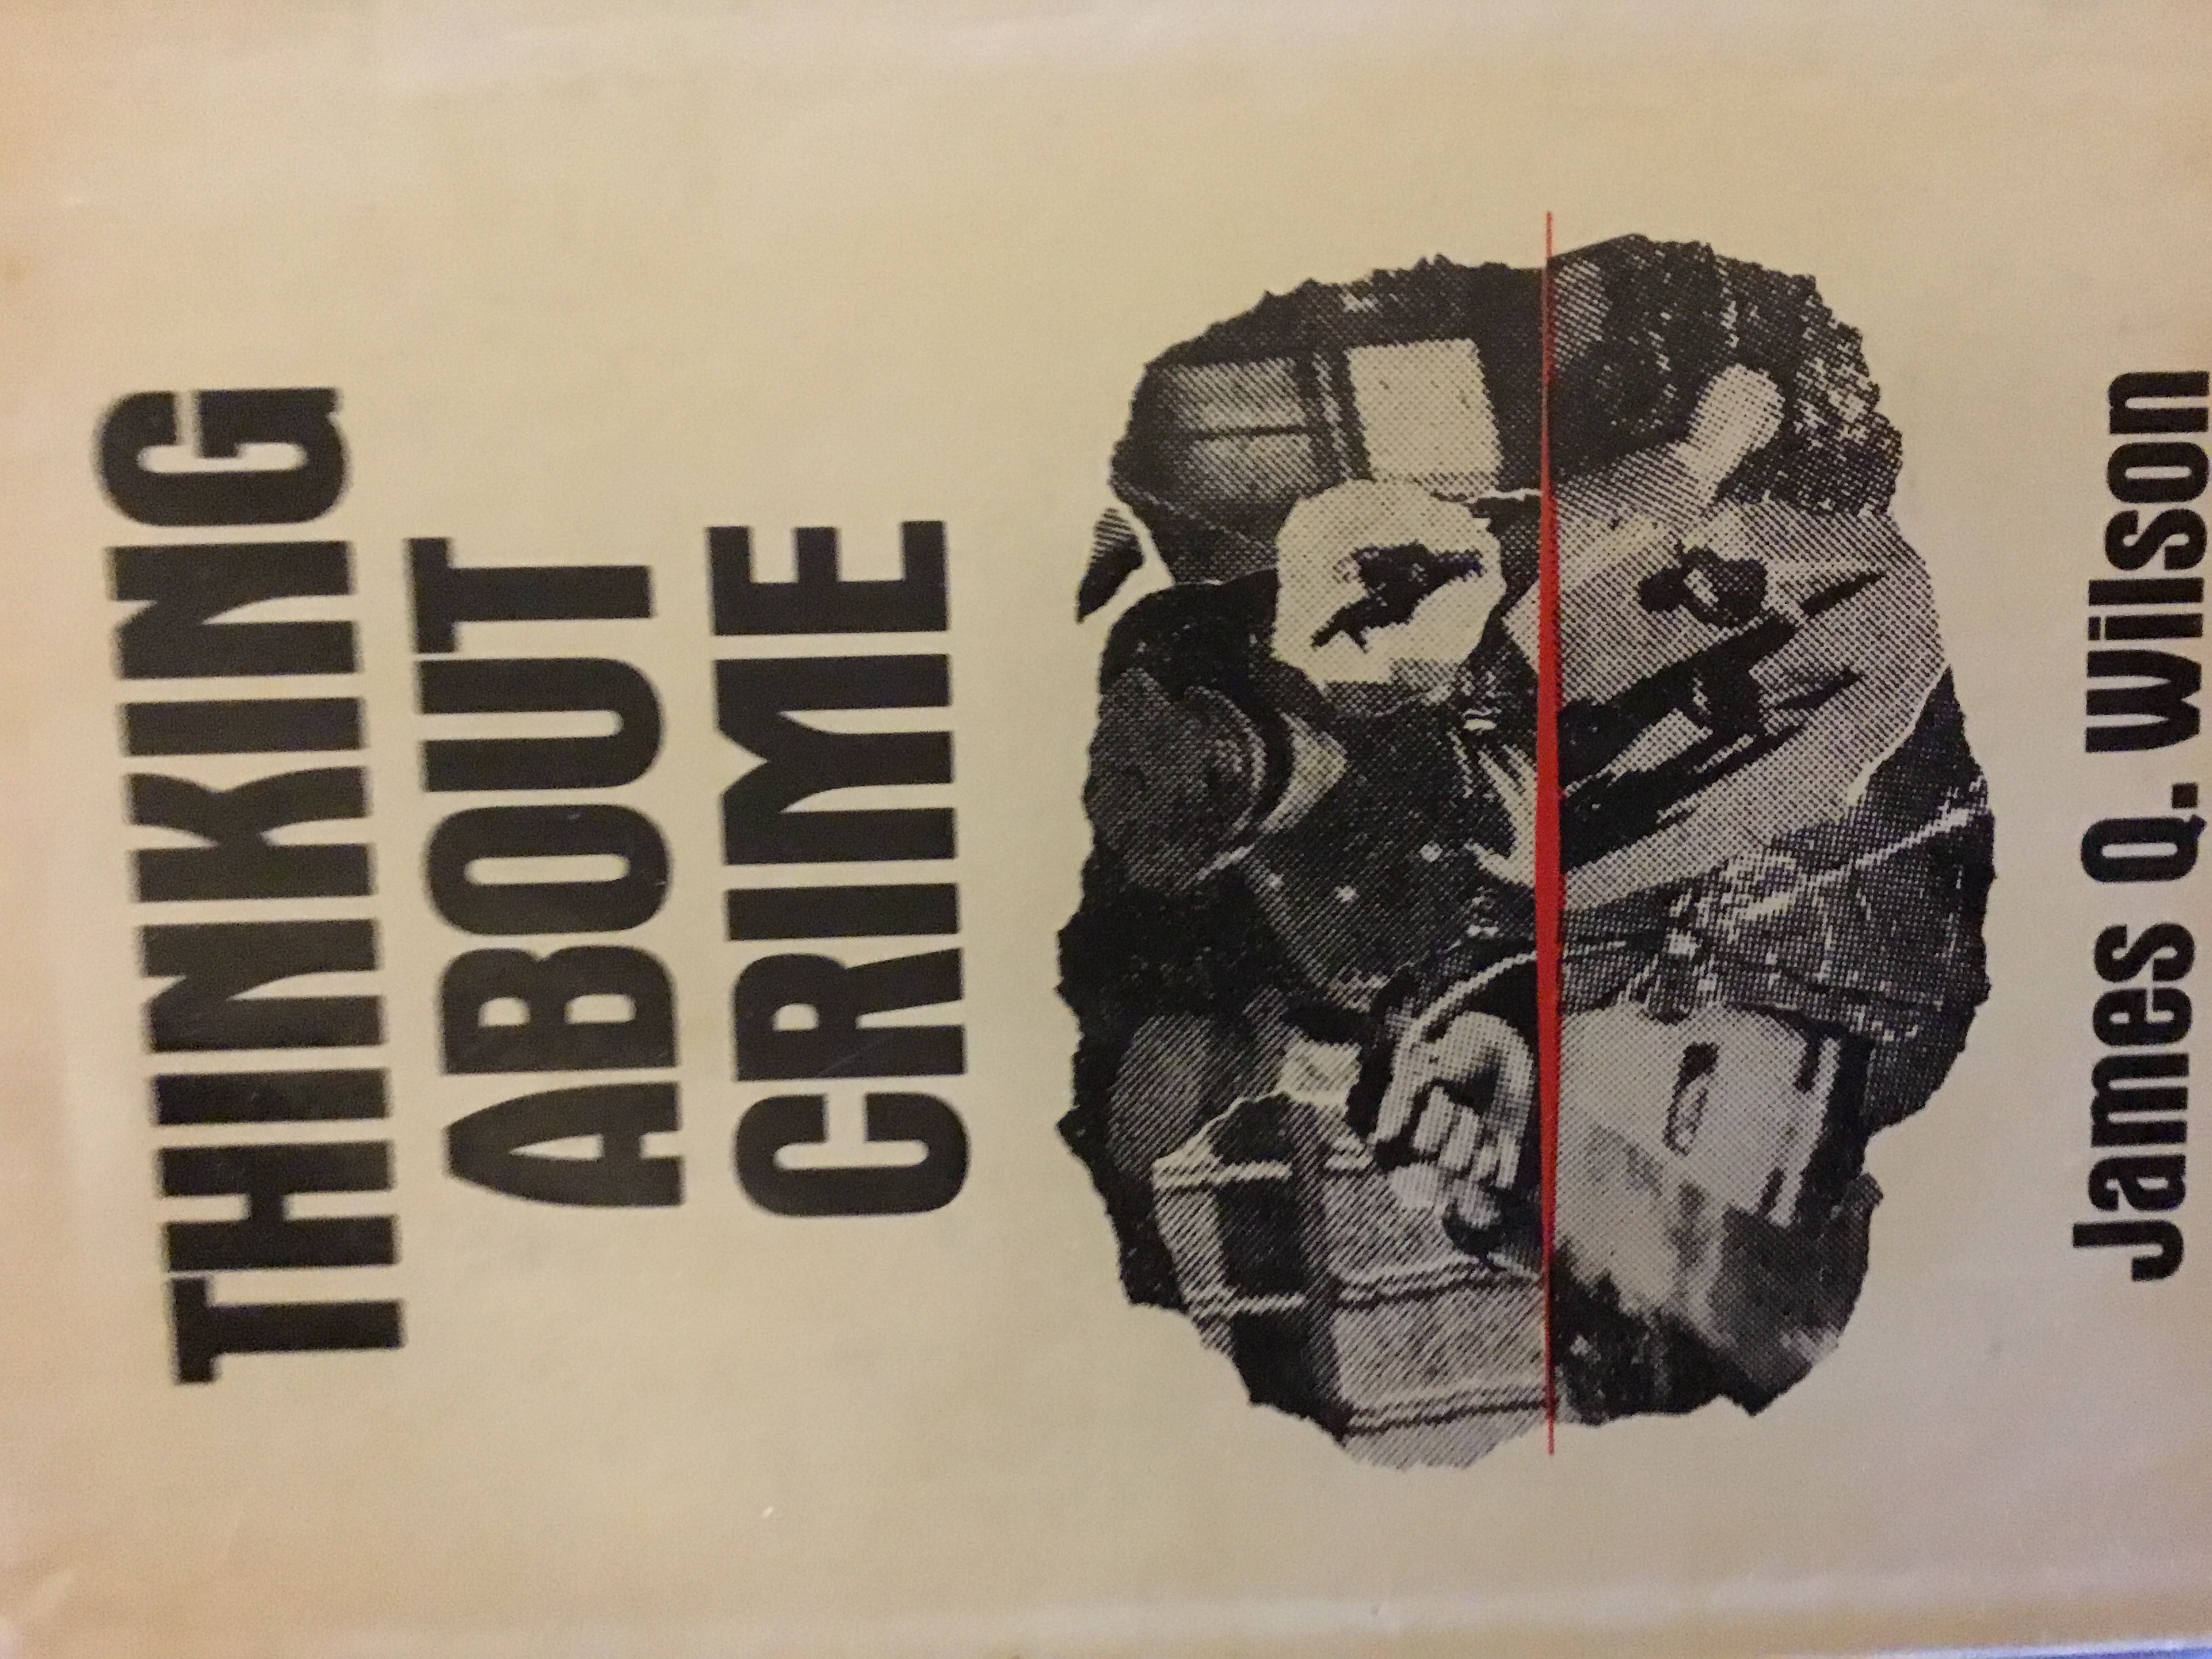 THINKING
ABOUT
CRIME
James Q. Wilson